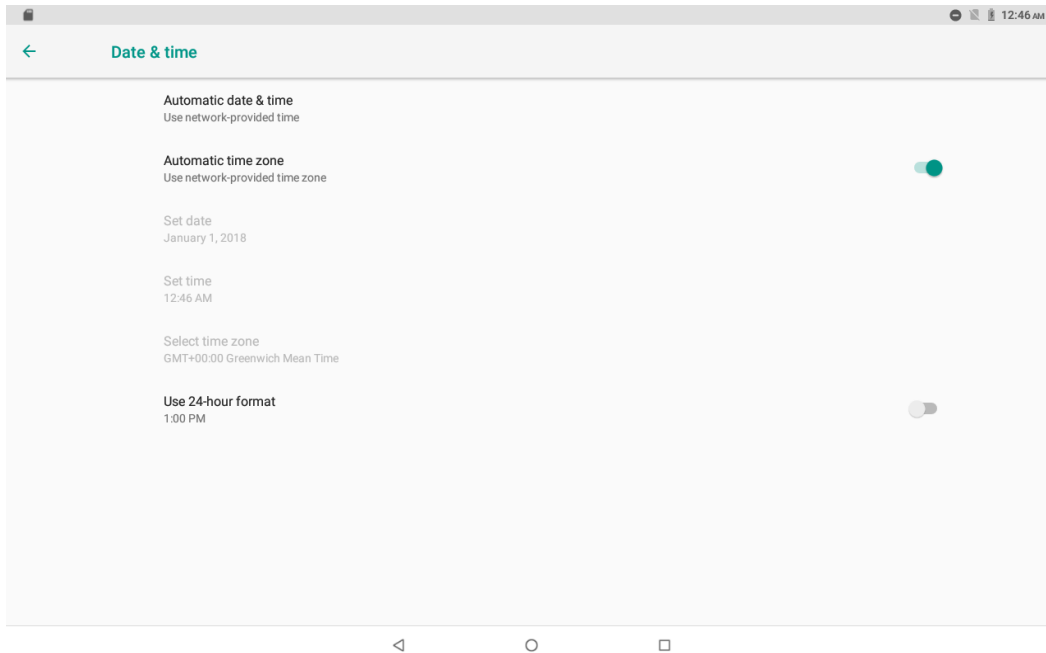 12:46 AM
Date & time
Automatic date & time
Use network-provided time
Automatic time zone
Use network-provided time zone
Set date
January 1, 2018
Set time
12:46 AM
Select time zone
GMT+00:00 Greenwich Mean Time
Use 24-hour format
1:00 PM